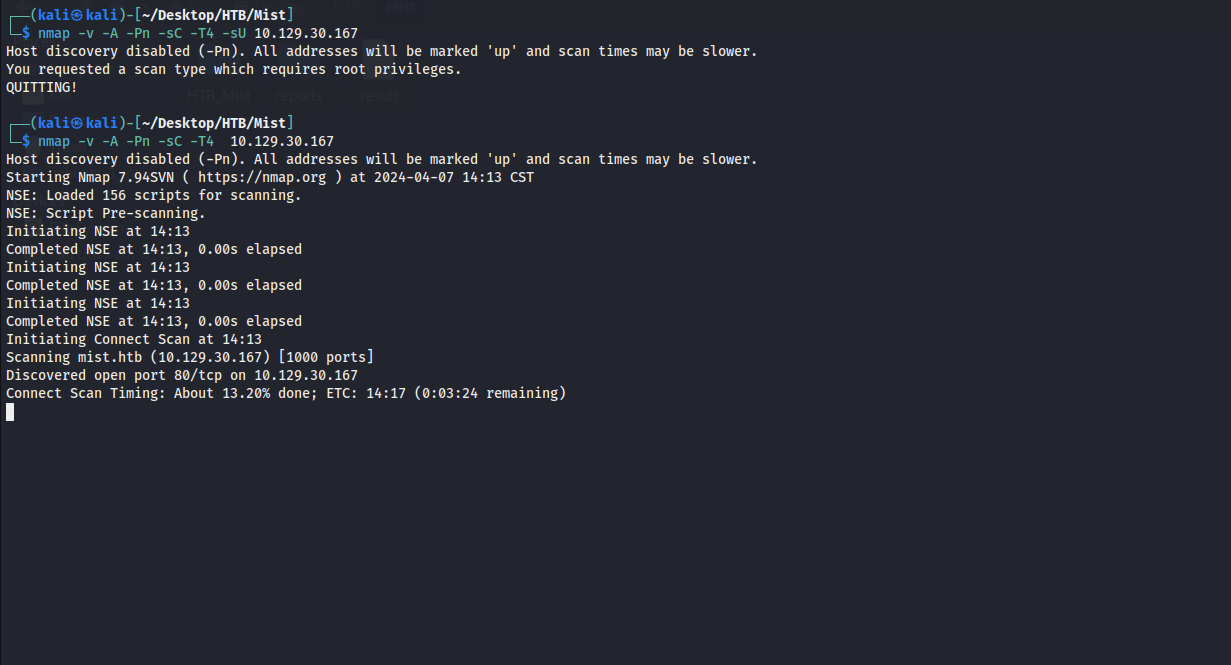 ┌──(kali㉿kali)-[~/Desktop/HTB/Mist]
└─$ nmap -v -A -Pn -sC -T4 -sU 10.129.30.167
Host discovery disabled (-Pn). All addresses will be marked 'up' and scan times may be slower.
You requested a scan type which requires root privileges.
QUITTING!
HTB_Mist reports result
┌──(kali㉿kali)-[~/Desktop/HTB/Mist]
└─$ nmap -v -A -Pn -sC -T4  10.129.30.167
Host discovery disabled (-Pn). All addresses will be marked 'up' and scan times may be slower.
Starting Nmap 7.94SVN ( https://nmap.org ) at 2024-04-07 14:13 CST
NSE: Loaded 156 scripts for scanning.
NSE: Script Pre-scanning.
Initiating NSE at 14:13
Completed NSE at 14:13, 0.00s elapsed
Initiating NSE at 14:13
Completed NSE at 14:13, 0.00s elapsed
Initiating NSE at 14:13
Completed NSE at 14:13, 0.00s elapsed
Initiating Connect Scan at 14:13
Scanning mist.htb (10.129.30.167) [1000 ports]
Discovered open port 80/tcp on 10.129.30.167
Connect Scan Timing: About 13.20% done; ETC: 14:17 (0:03:24 remaining)